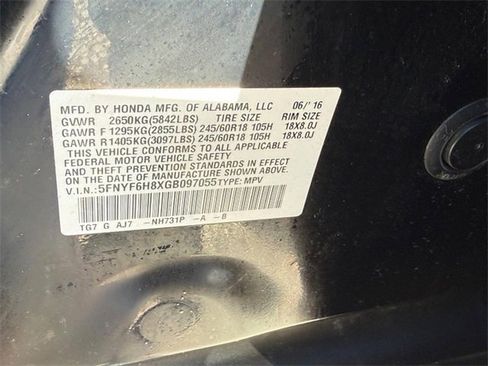 MFD. BY HONDA MFG. OF ALABAMA, LLC 06/'16
GVWR 2650KG(5842LBS) TIRE SIZE RIM SIZE
GAWR F 1295KG(2855LBS) 245/60R18 105H 18X8.0J
GAWR R1405KG(3097LBS) 245/60R18 105H 18X8.0J
THIS VEHICLE CONFORMS TO ALL APPLICABLE
FEDERAL MOTOR VEHICLE SAFETY
AND THEFT PREVENTION STANDARDS IN EFFECT
ON THE DATE OF MANUFACTURE SHOWN ABOVE.
V.I.N.: 5FNYF6H8XGB097055 TYPE: MPV
TG7 G AJ7 -NH731P -A -B